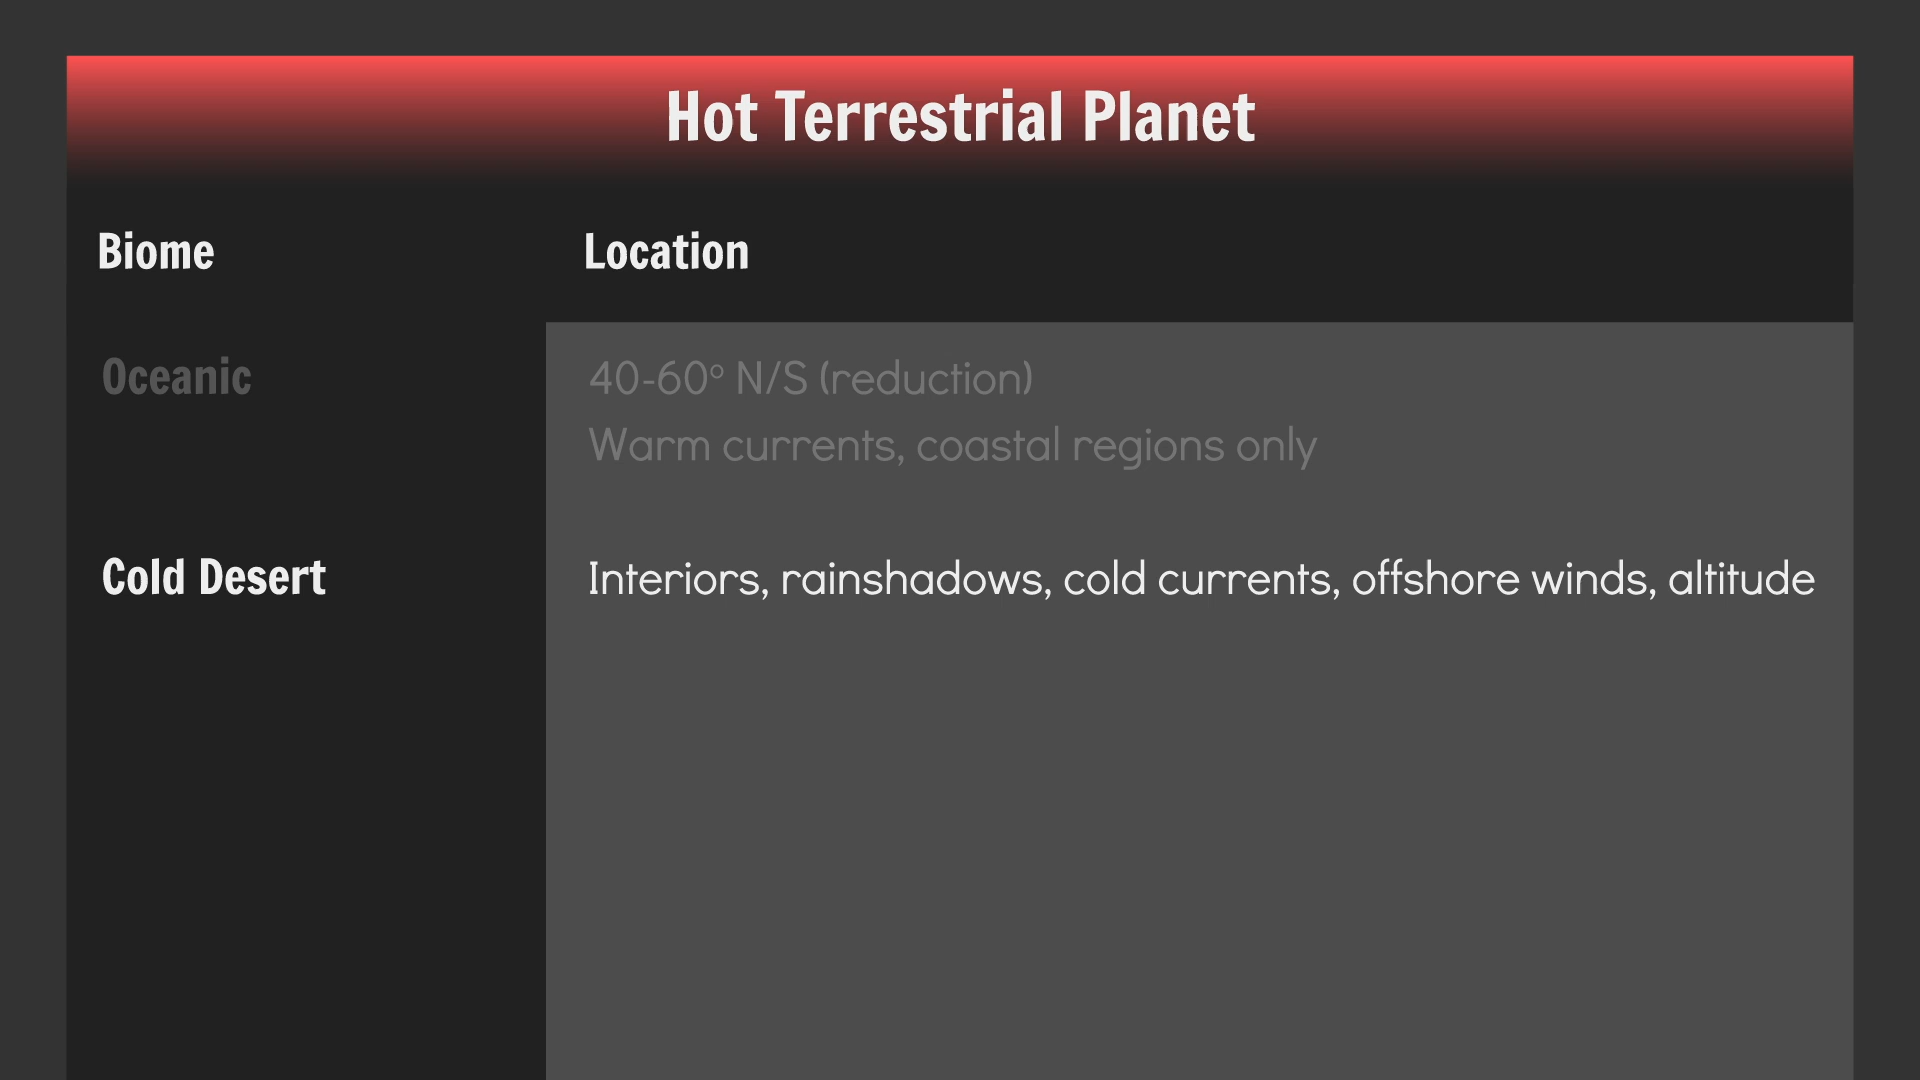 Hot Terrestrial Planet
Biome
Location
Oceanic
40-60º N/S (reduction)
Warm currents, coastal regions only
Cold Desert
Interiors, rainshadows, cold currents, offshore winds, altitude